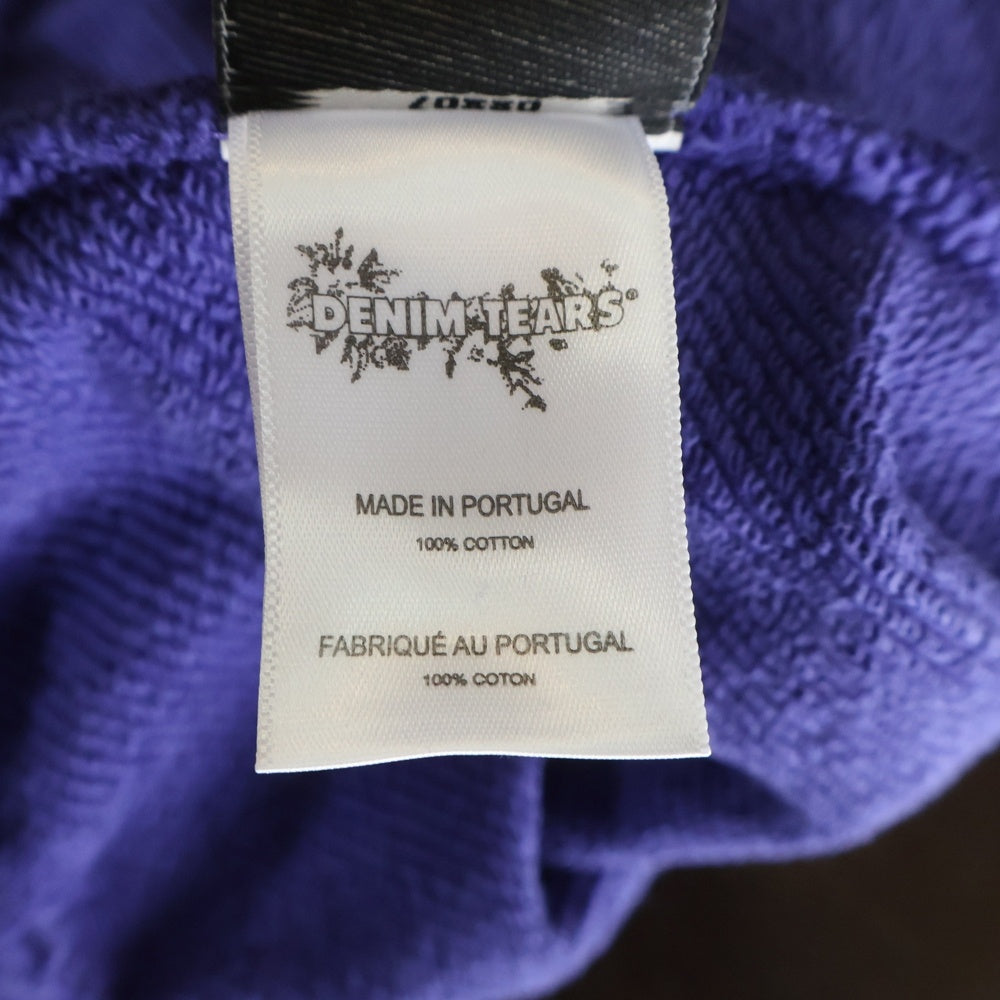 DENIM TEARS®
MADE IN PORTUGAL
100% COTTON
FABRIQUÉ AU PORTUGAL
100% COTON